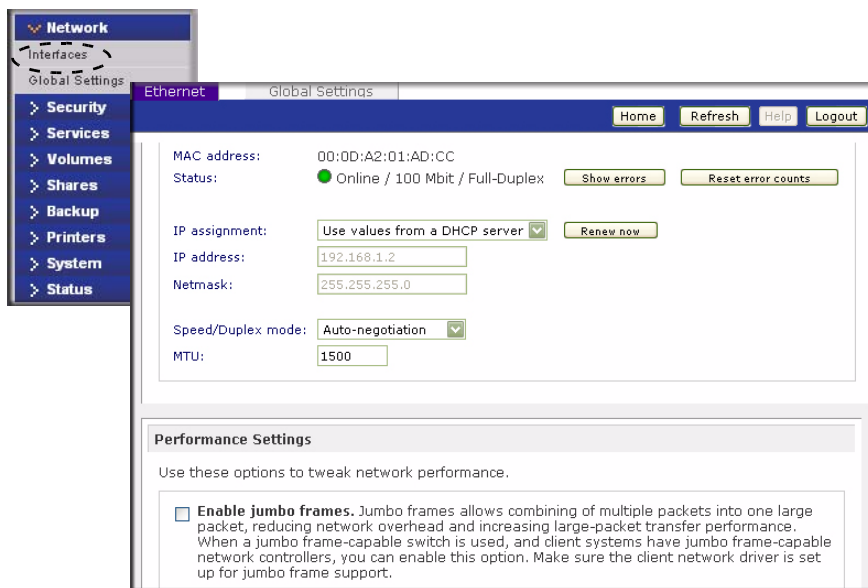 Network
Interfaces
Global Settings
Security
Services
Volumes
Shares
Backup
Printers
System
Status
Ethernet
Global Settings
Home
Refresh
Help
Logout
MAC address: 00:0D:A2:01:AD:CC
Status: Online / 100 Mbit / Full-Duplex Show errors Reset error counts
IP assignment: Use values from a DHCP server Renew now
IP address: 192.168.1.2
Netmask: 255.255.255.0
Speed/Duplex mode: Auto-negotiation
MTU: 1500
Performance Settings
Use these options to tweak network performance.
Enable jumbo frames. Jumbo frames allows combining of multiple packets into one large
packet, reducing network overhead and increasing large-packet transfer performance.
When a jumbo frame-capable switch is used, and client systems have jumbo frame-capable
network controllers, you can enable this option. Make sure the client network driver is set
up for jumbo frame support.